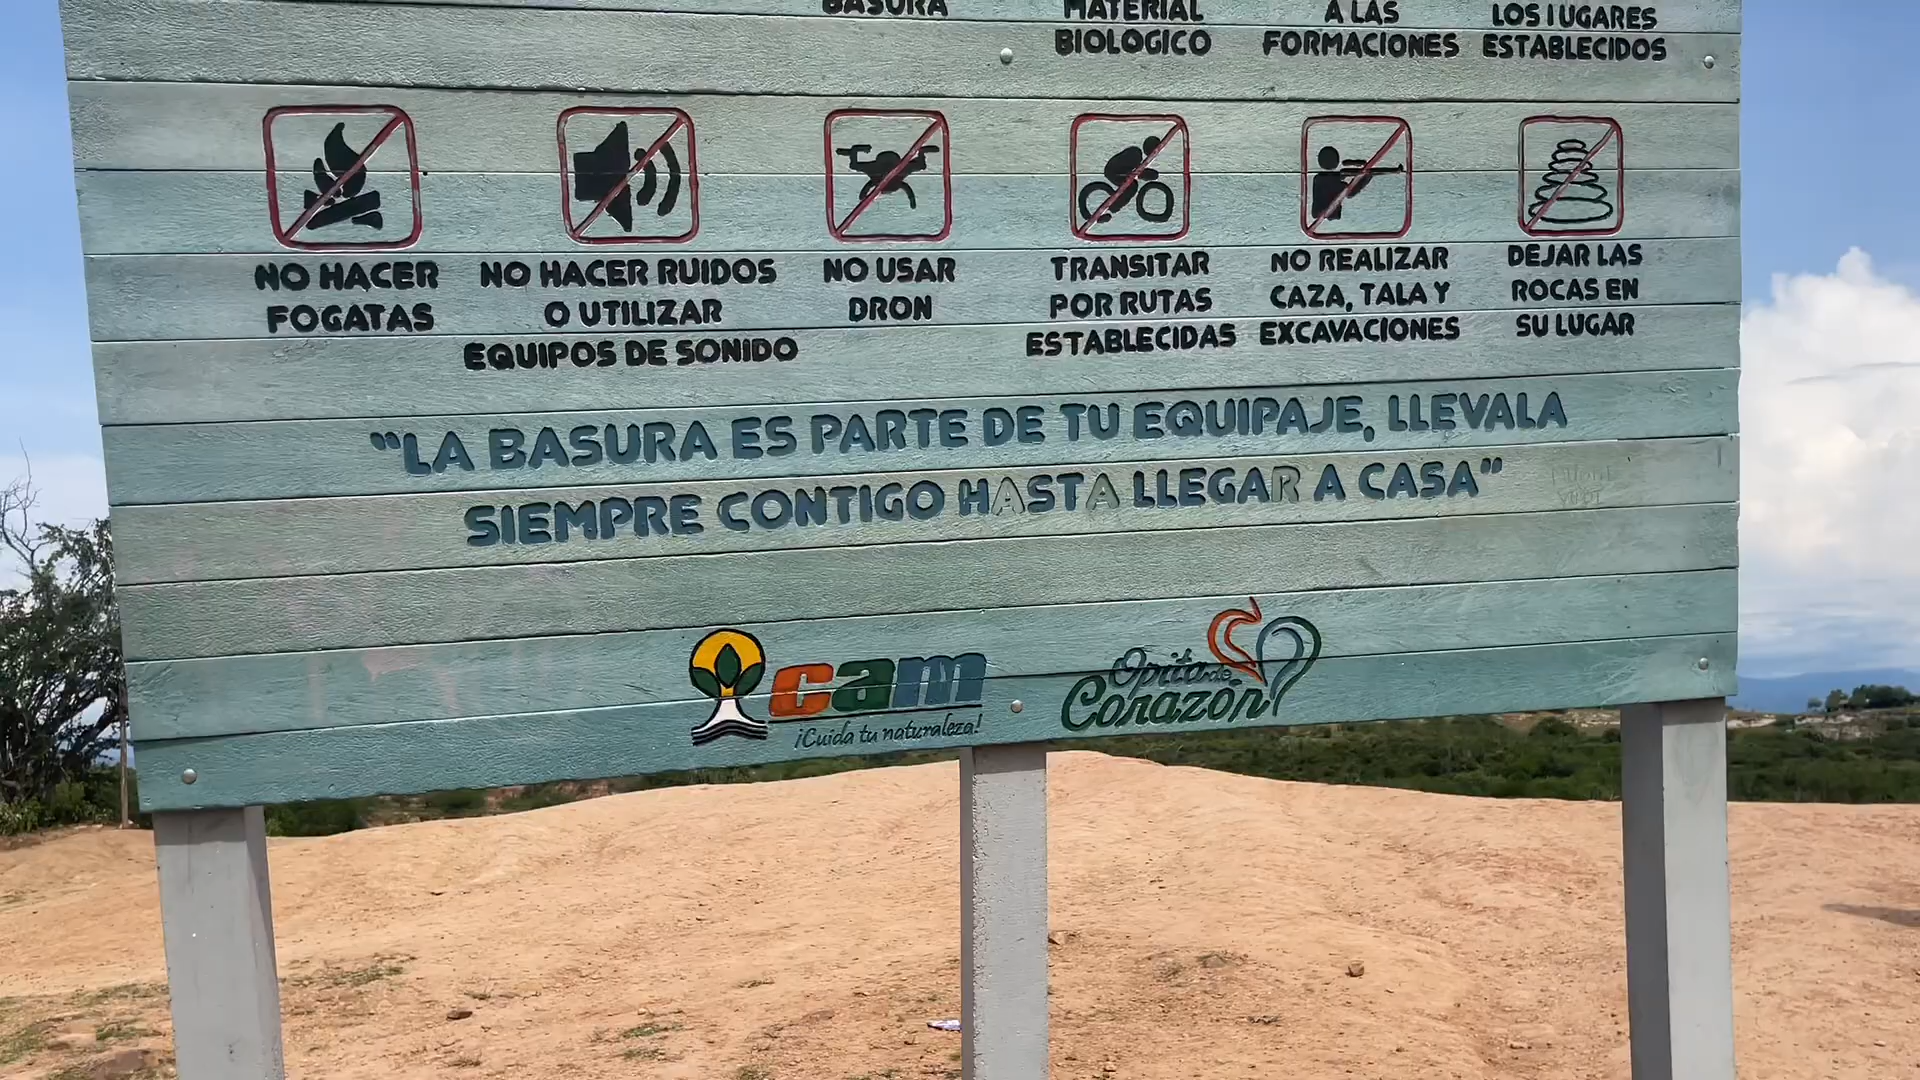 BASURA
MATERIAL
BIOLOGICO
A LAS
FORMACIONES
LOS LUGARES
ESTABLECIDOS
NO HACER
FOGATAS
NO HACER RUIDOS
O UTILIZAR
EQUIPOS DE SONIDO
NO USAR
DRON
TRANSITAR
POR RUTAS
ESTABLECIDAS
NO REALIZAR
CAZA, TALA Y
EXCAVACIONES
DEJAR LAS
ROCAS EN
SU LUGAR
"LA BASURA ES PARTE DE TU EQUIPAJE, LLEVALA
SIEMPRE CONTIGO HASTA LLEGAR A CASA"
cam
¡Cuida tu naturaleza!
Opita de
Corazón